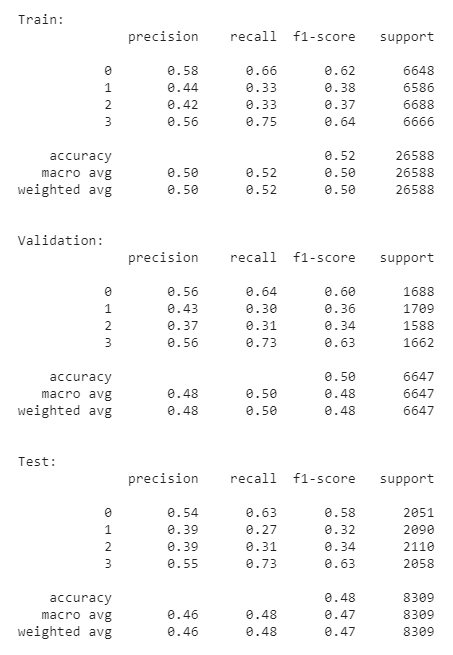 Train:
precision recall f1-score support
0 0.58 0.66 0.62 6648
1 0.44 0.33 0.38 6586
2 0.42 0.33 0.37 6688
3 0.56 0.75 0.64 6666
accuracy 0.52 26588
macro avg 0.50 0.52 0.50 26588
weighted avg 0.50 0.52 0.50 26588
Validation:
precision recall f1-score support
0 0.56 0.64 0.60 1688
1 0.43 0.30 0.36 1709
2 0.37 0.31 0.34 1588
3 0.56 0.73 0.63 1662
accuracy 0.50 6647
macro avg 0.48 0.50 0.48 6647
weighted avg 0.48 0.50 0.48 6647
Test:
precision recall f1-score support
0 0.54 0.63 0.58 2051
1 0.39 0.27 0.32 2090
2 0.39 0.31 0.34 2110
3 0.55 0.73 0.63 2058
accuracy 0.48 8309
macro avg 0.46 0.48 0.47 8309
weighted avg 0.46 0.48 0.47 8309